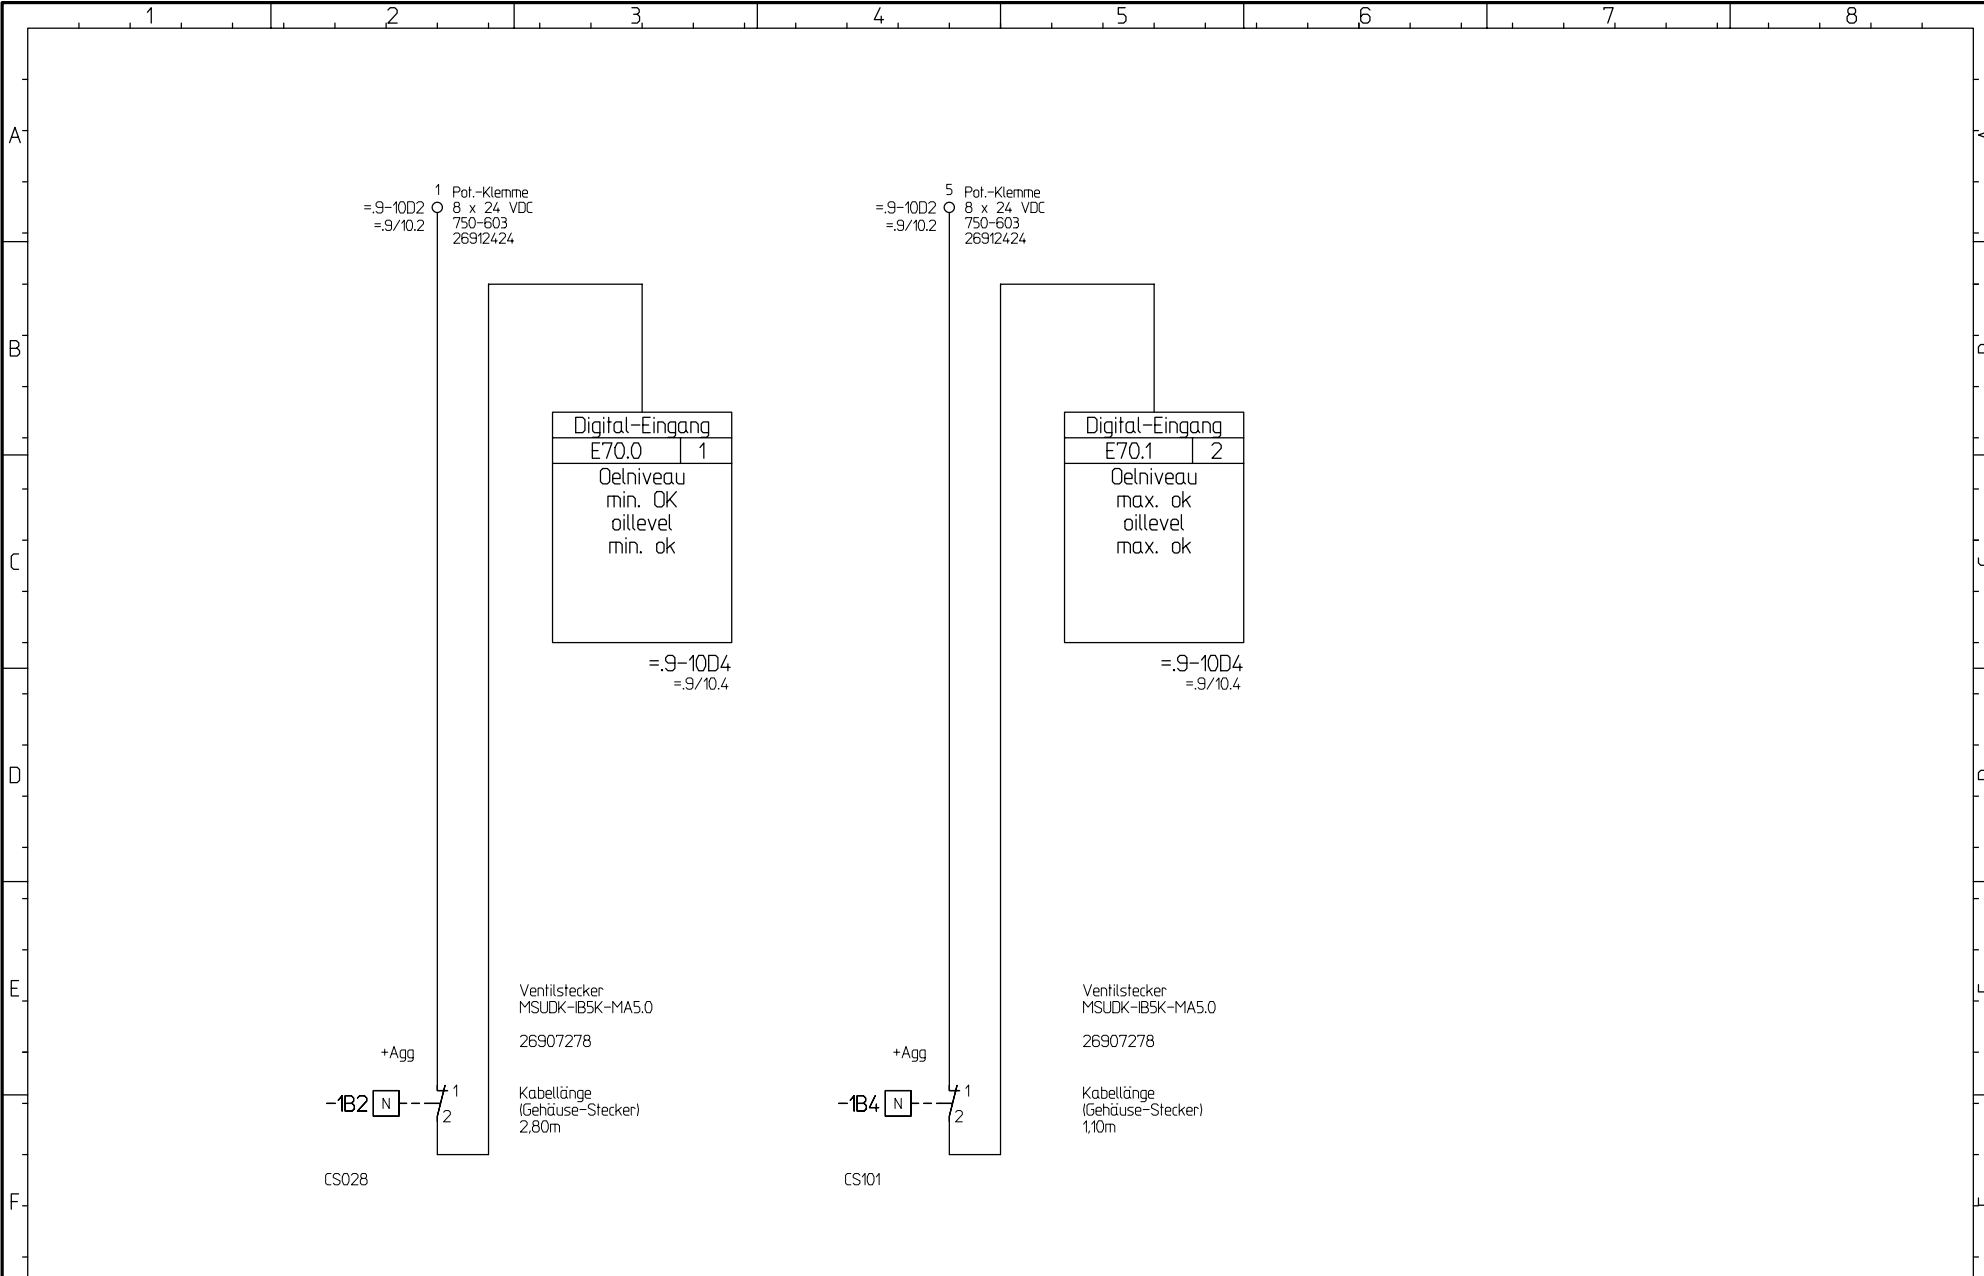 1 2 3 4 5 6 7 8
A
B
C
D
E
F
1 Pot.-Klemme
=.9-10D2 8 x 24 VDC
=.9/10.2 750-603
26912424
5 Pot.-Klemme
=.9-10D2 8 x 24 VDC
=.9/10.2 750-603
26912424
Digital-Eingang
E70.0 1
Oelniveau
min. OK
oillevel
min. ok
=.9-10D4
=.9/10.4
Digital-Eingang
E70.1 2
Oelniveau
max. ok
oillevel
max. ok
=.9-10D4
=.9/10.4
Ventilstecker
MSUDK-IB5K-MA5.0
26907278
+Agg
-1B2 N 1
2
Kabellänge
(Gehäuse-Stecker)
2,80m
CS028
Ventilstecker
MSUDK-IB5K-MA5.0
26907278
+Agg
-1B4 N 1
2
Kabellänge
(Gehäuse-Stecker)
1,10m
CS101